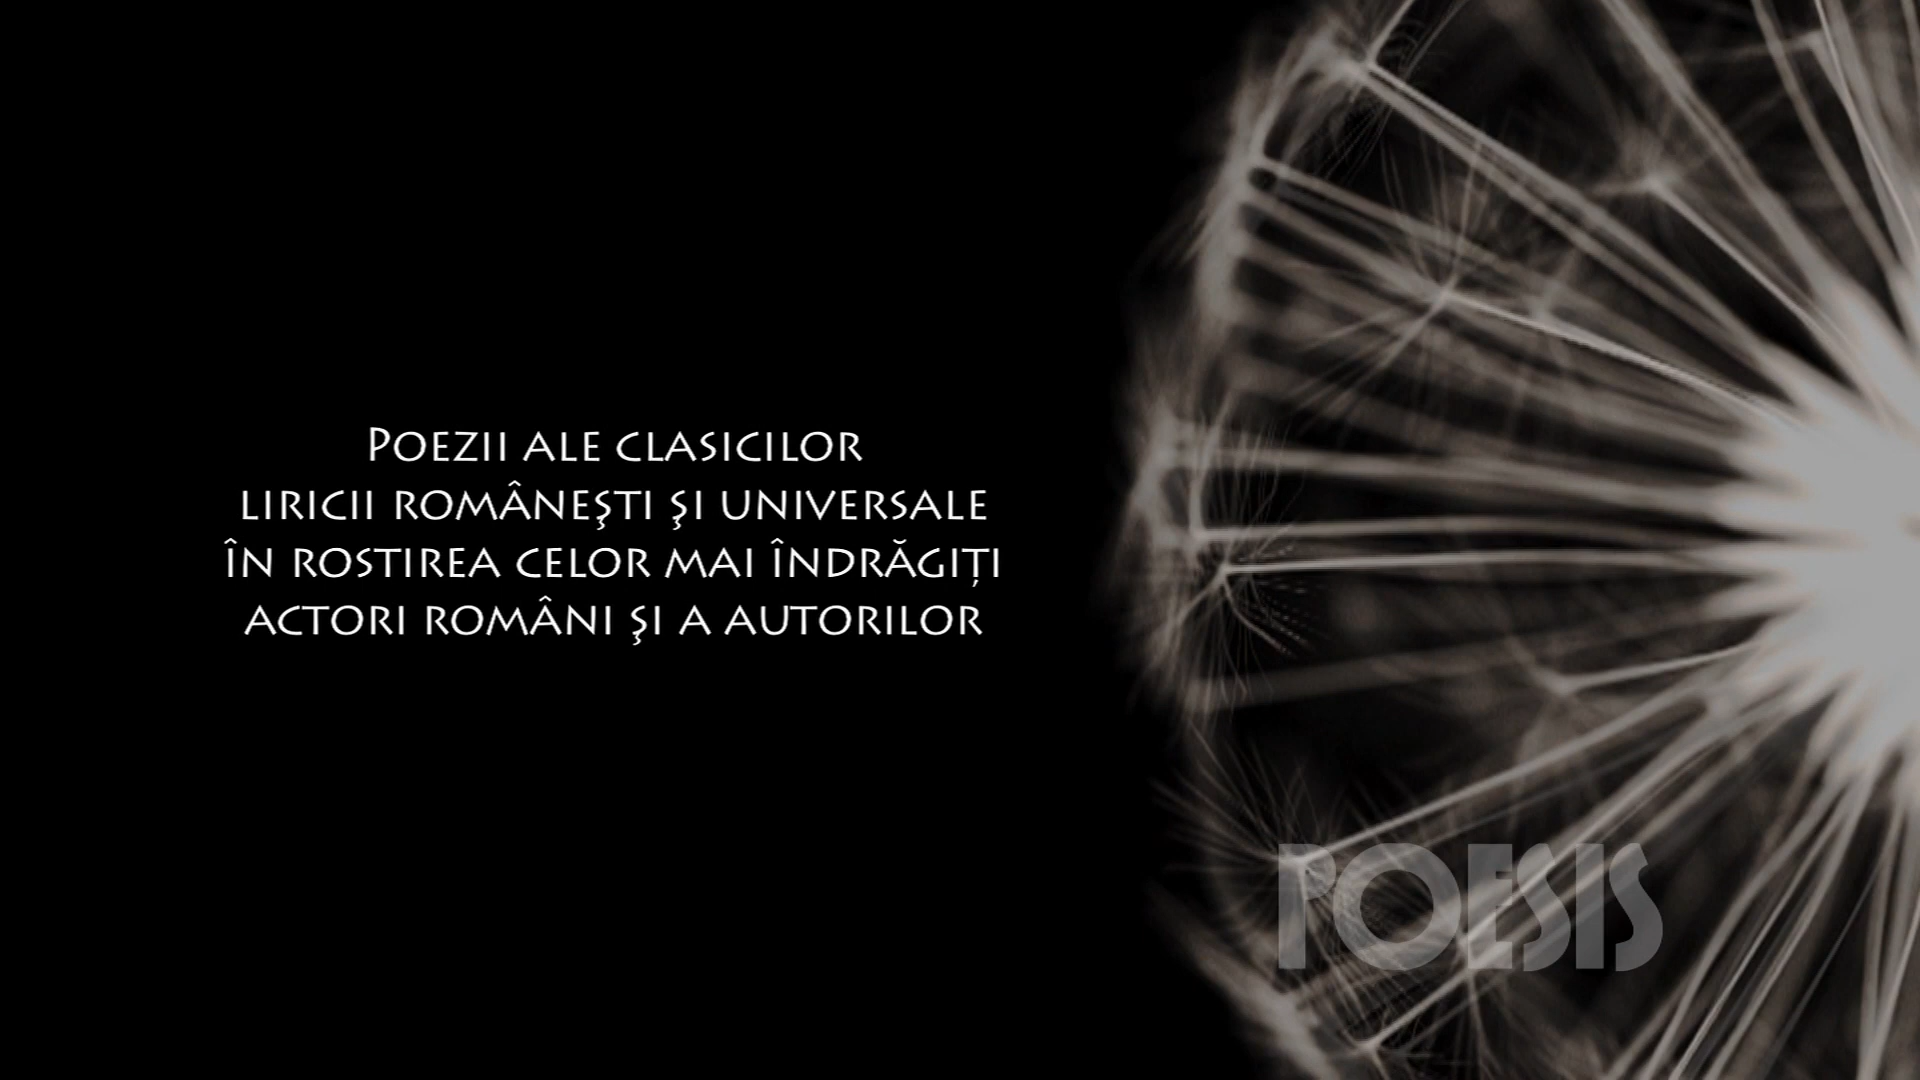 Poezii ale clasicilor
liricii româneşti şi universale
în rostirea celor mai îndrăgiți
actori români şi a autorilor
POESIS